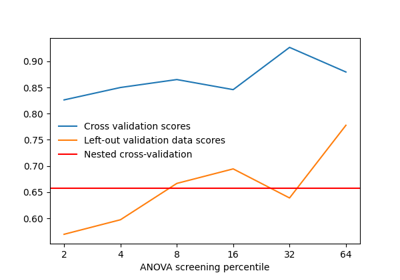 0.90
0.85
0.80
0.75
0.70
0.65
0.60
Cross validation scores
Left-out validation data scores
Nested cross-validation
2 4 8 16 32 64
ANOVA screening percentile